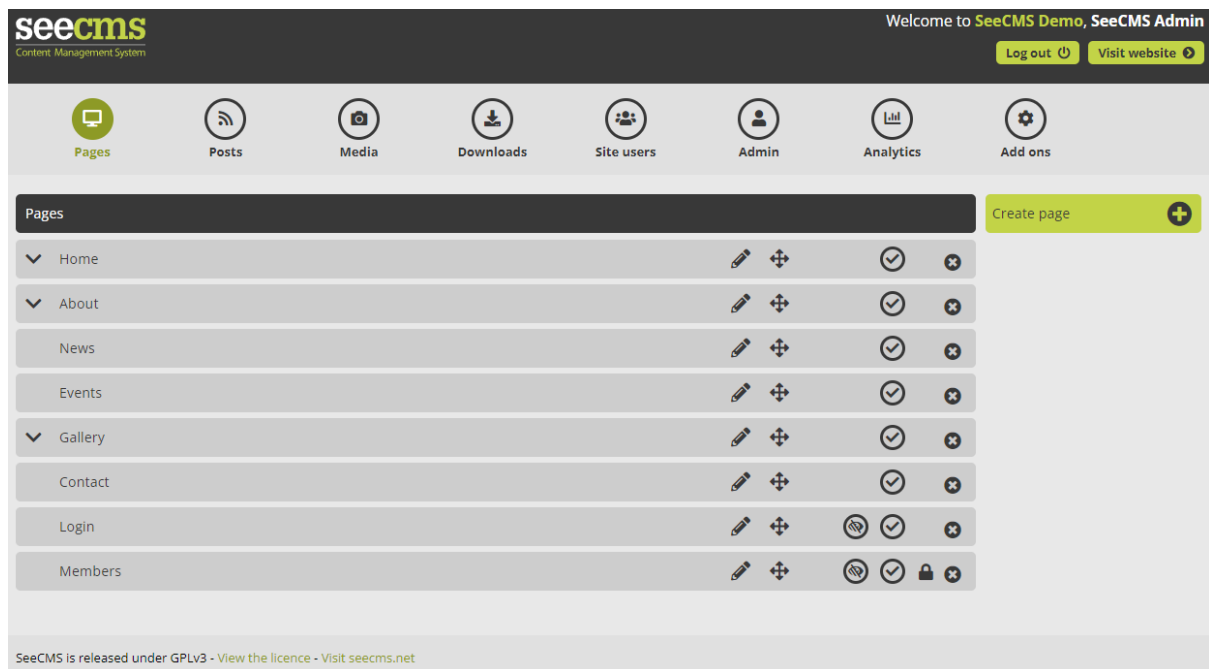 seecms
Content Management System
Welcome to SeeCMS Demo, SeeCMS Admin
Log out
Visit website
Pages
Posts
Media
Downloads
Site users
Admin
Analytics
Add ons
Pages
Create page
Home
About
News
Events
Gallery
Contact
Login
Members
SeeCMS is released under GPLv3 - View the licence - Visit seecms.net